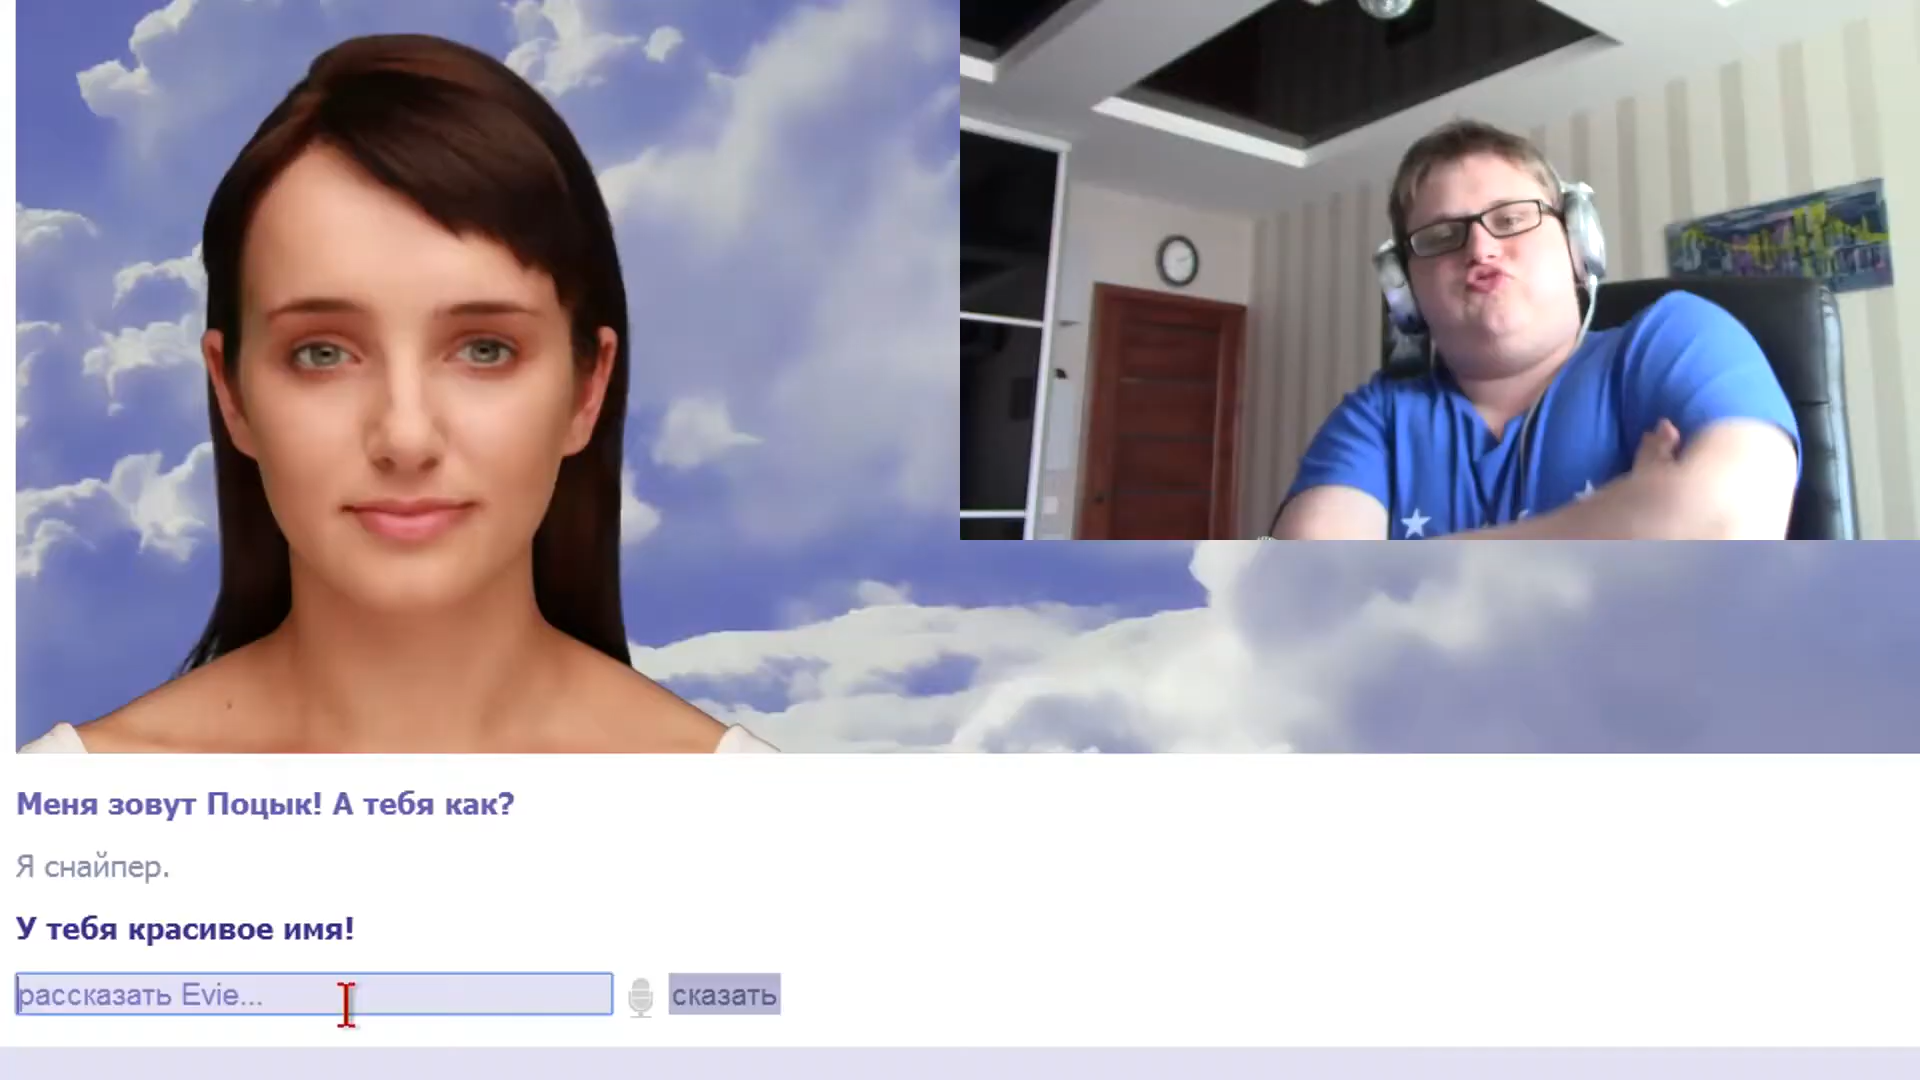 Меня зовут Поцык! А тебя как?
Я снайпер.
У тебя красивое имя!
рассказать Evie...
сказать